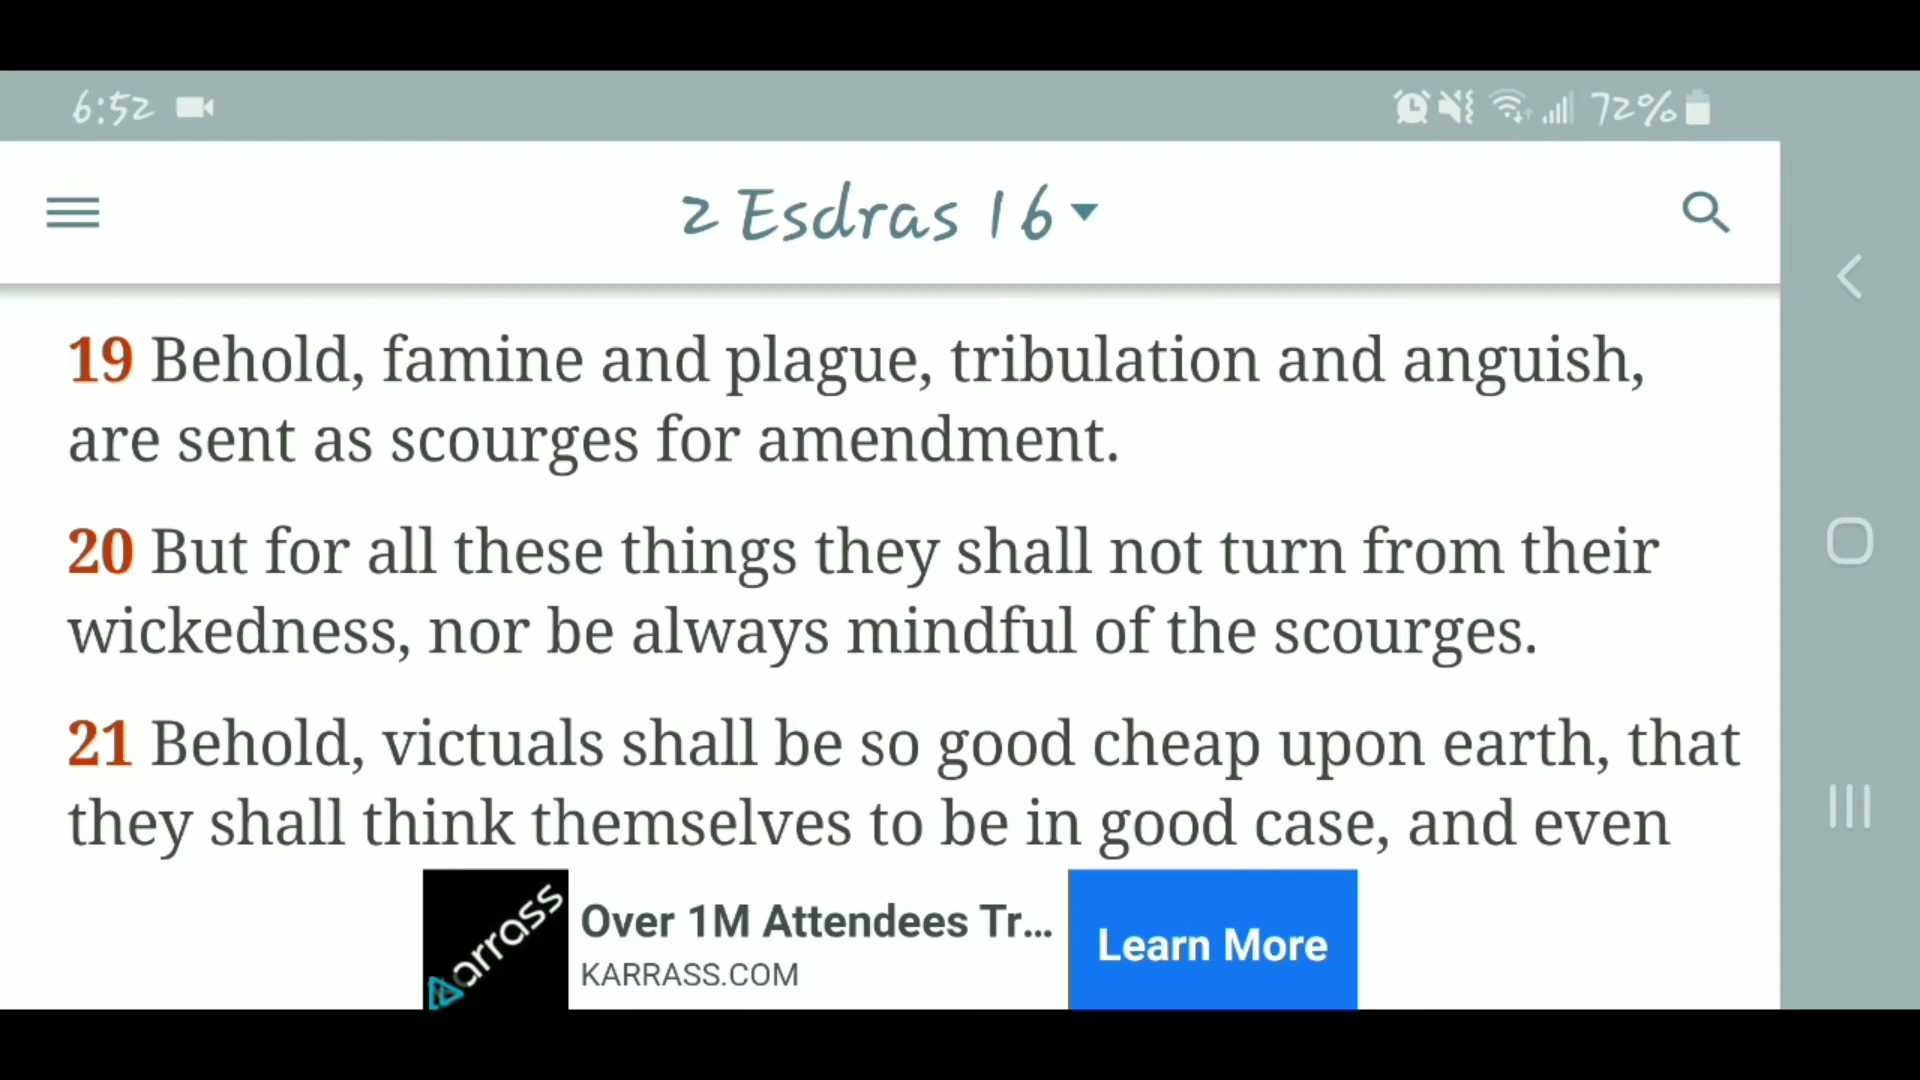 6:52
72%
2 Esdras 16
19 Behold, famine and plague, tribulation and anguish,
are sent as scourges for amendment.
20 But for all these things they shall not turn from their
wickedness, nor be always mindful of the scourges.
21 Behold, victuals shall be so good cheap upon earth, that
they shall think themselves to be in good case, and even
Karrass
Over 1M Attendees Tr...
KARRASS.COM
Learn More